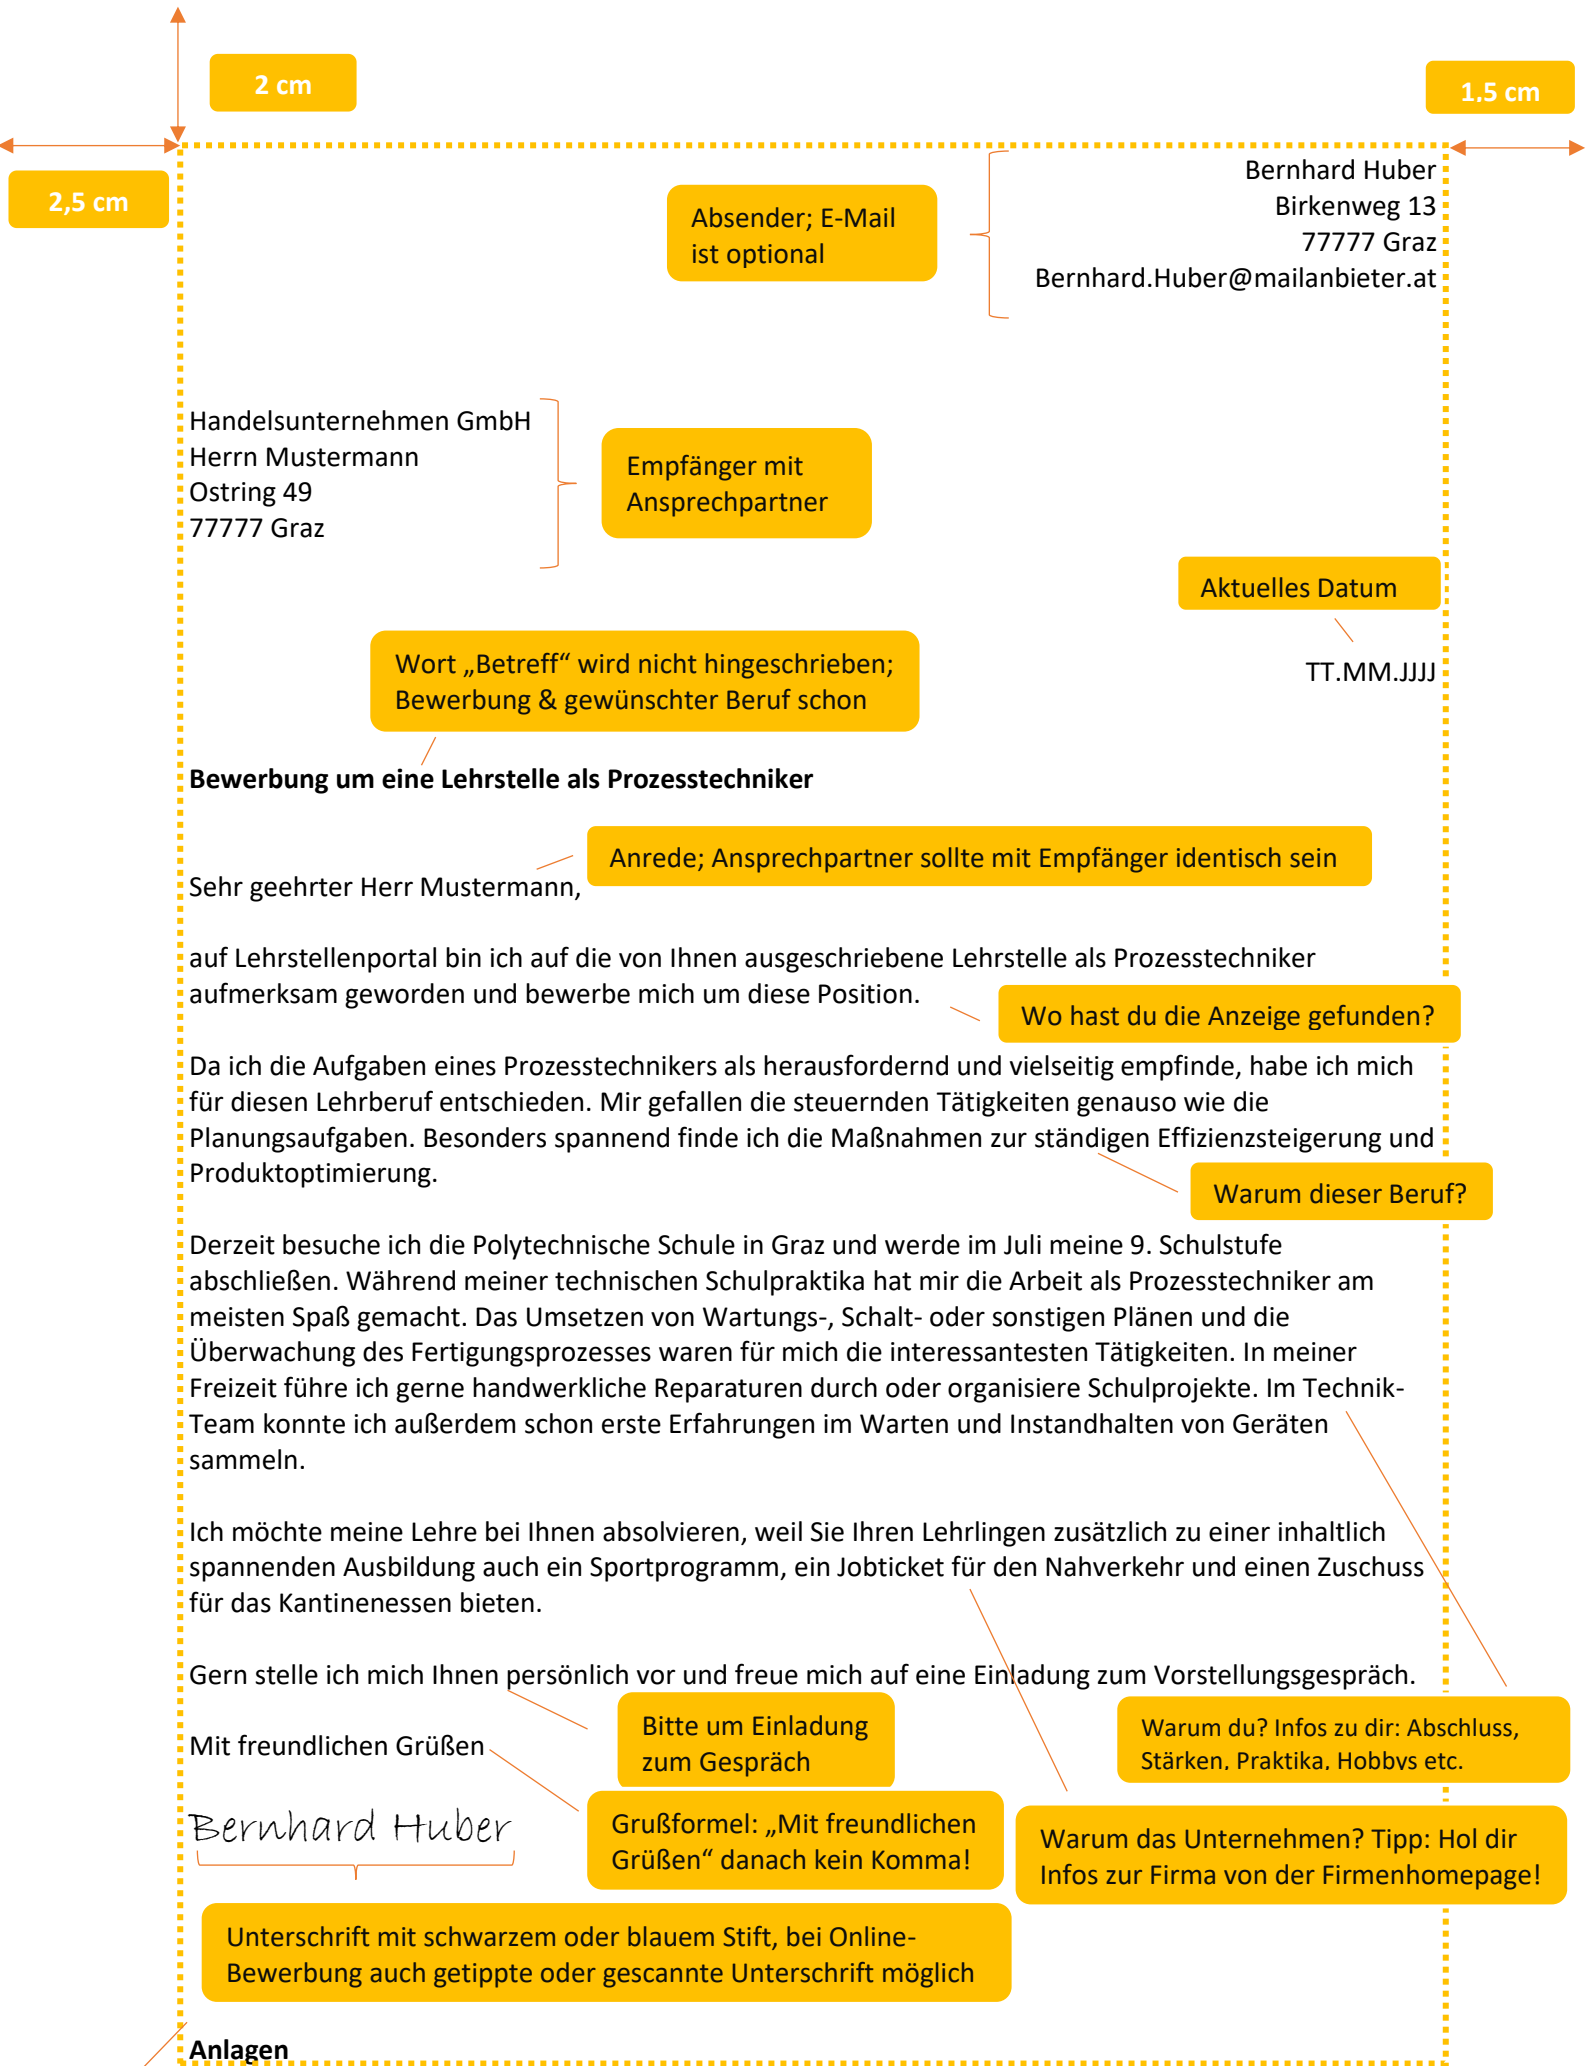 2 cm
1,5 cm
2,5 cm
Absender; E-Mail
ist optional
Bernhard Huber
Birkenweg 13
77777 Graz
Bernhard.Huber@mailanbieter.at
Handelsunternehmen GmbH
Herrn Mustermann
Ostring 49
77777 Graz
Empfänger mit
Ansprechpartner
Aktuelles Datum
TT.MM.JJJJ
Wort „Betreff“ wird nicht hingeschrieben;
Bewerbung & gewünschter Beruf schon
Bewerbung um eine Lehrstelle als Prozesstechniker
Anrede; Ansprechpartner sollte mit Empfänger identisch sein
Sehr geehrter Herr Mustermann,
auf Lehrstellenportal bin ich auf die von Ihnen ausgeschriebene Lehrstelle als Prozesstechniker
aufmerksam geworden und bewerbe mich um diese Position.
Wo hast du die Anzeige gefunden?
Da ich die Aufgaben eines Prozesstechnikers als herausfordernd und vielseitig empfinde, habe ich mich
für diesen Lehrberuf entschieden. Mir gefallen die steuernden Tätigkeiten genauso wie die
Planungsaufgaben. Besonders spannend finde ich die Maßnahmen zur ständigen Effizienzsteigerung und
Produktoptimierung.
Warum dieser Beruf?
Derzeit besuche ich die Polytechnische Schule in Graz und werde im Juli meine 9. Schulstufe
abschließen. Während meiner technischen Schulpraktika hat mir die Arbeit als Prozesstechniker am
meisten Spaß gemacht. Das Umsetzen von Wartungs-, Schalt- oder sonstigen Plänen und die
Überwachung des Fertigungsprozesses waren für mich die interessantesten Tätigkeiten. In meiner
Freizeit führe ich gerne handwerkliche Reparaturen durch oder organisiere Schulprojekte. Im Technik-
Team konnte ich außerdem schon erste Erfahrungen im Warten und Instandhalten von Geräten
sammeln.
Ich möchte meine Lehre bei Ihnen absolvieren, weil Sie Ihren Lehrlingen zusätzlich zu einer inhaltlich
spannenden Ausbildung auch ein Sportprogramm, ein Jobticket für den Nahverkehr und einen Zuschuss
für das Kantinenessen bieten.
Gern stelle ich mich Ihnen persönlich vor und freue mich auf eine Einladung zum Vorstellungsgespräch.
Bitte um Einladung
zum Gespräch
Warum du? Infos zu dir: Abschluss,
Stärken, Praktika, Hobbys etc.
Mit freundlichen Grüßen
Bernhard Huber
Grußformel: „Mit freundlichen
Grüßen“ danach kein Komma!
Warum das Unternehmen? Tipp: Hol dir
Infos zur Firma von der Firmenhomepage!
Unterschrift mit schwarzem oder blauem Stift, bei Online-
Bewerbung auch getippte oder gescannte Unterschrift möglich
Anlagen